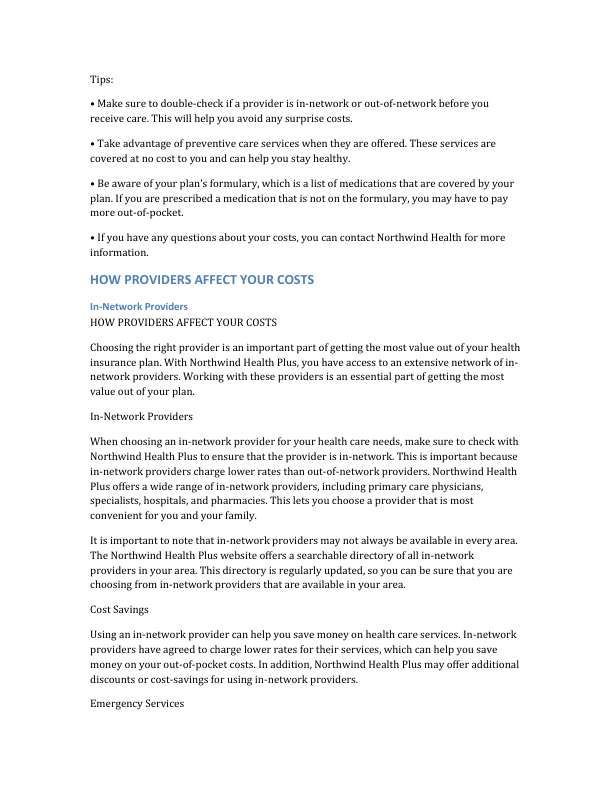 Tips:
• Make sure to double-check if a provider is in-network or out-of-network before you
receive care. This will help you avoid any surprise costs.
• Take advantage of preventive care services when they are offered. These services are
covered at no cost to you and can help you stay healthy.
• Be aware of your plan’s formulary, which is a list of medications that are covered by your
plan. If you are prescribed a medication that is not on the formulary, you may have to pay
more out-of-pocket.
• If you have any questions about your costs, you can contact Northwind Health for more
information.
HOW PROVIDERS AFFECT YOUR COSTS
In-Network Providers
HOW PROVIDERS AFFECT YOUR COSTS
Choosing the right provider is an important part of getting the most value out of your health
insurance plan. With Northwind Health Plus, you have access to an extensive network of in-
network providers. Working with these providers is an essential part of getting the most
value out of your plan.
In-Network Providers
When choosing an in-network provider for your health care needs, make sure to check with
Northwind Health Plus to ensure that the provider is in-network. This is important because
in-network providers charge lower rates than out-of-network providers. Northwind Health
Plus offers a wide range of in-network providers, including primary care physicians,
specialists, hospitals, and pharmacies. This lets you choose a provider that is most
convenient for you and your family.
It is important to note that in-network providers may not always be available in every area.
The Northwind Health Plus website offers a searchable directory of all in-network
providers in your area. This directory is regularly updated, so you can be sure that you are
choosing from in-network providers that are available in your area.
Cost Savings
Using an in-network provider can help you save money on health care services. In-network
providers have agreed to charge lower rates for their services, which can help you save
money on your out-of-pocket costs. In addition, Northwind Health Plus may offer additional
discounts or cost-savings for using in-network providers.
Emergency Services